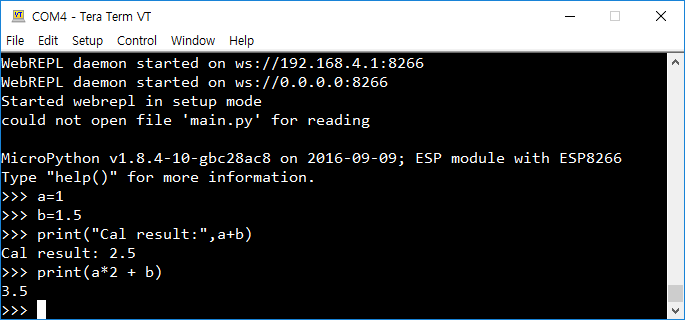 COM4 - Tera Term VT
File Edit Setup Control Window Help
WebREPL daemon started on ws://192.168.4.1:8266
WebREPL daemon started on ws://0.0.0.0:8266
Started webrepl in setup mode
could not open file 'main.py' for reading
MicroPython v1.8.4-10-gbc28ac8 on 2016-09-09; ESP module with ESP8266
Type "help()" for more information.
>>> a=1
>>> b=1.5
>>> print("Cal result:",a+b)
Cal result: 2.5
>>> print(a*2 + b)
3.5
>>>